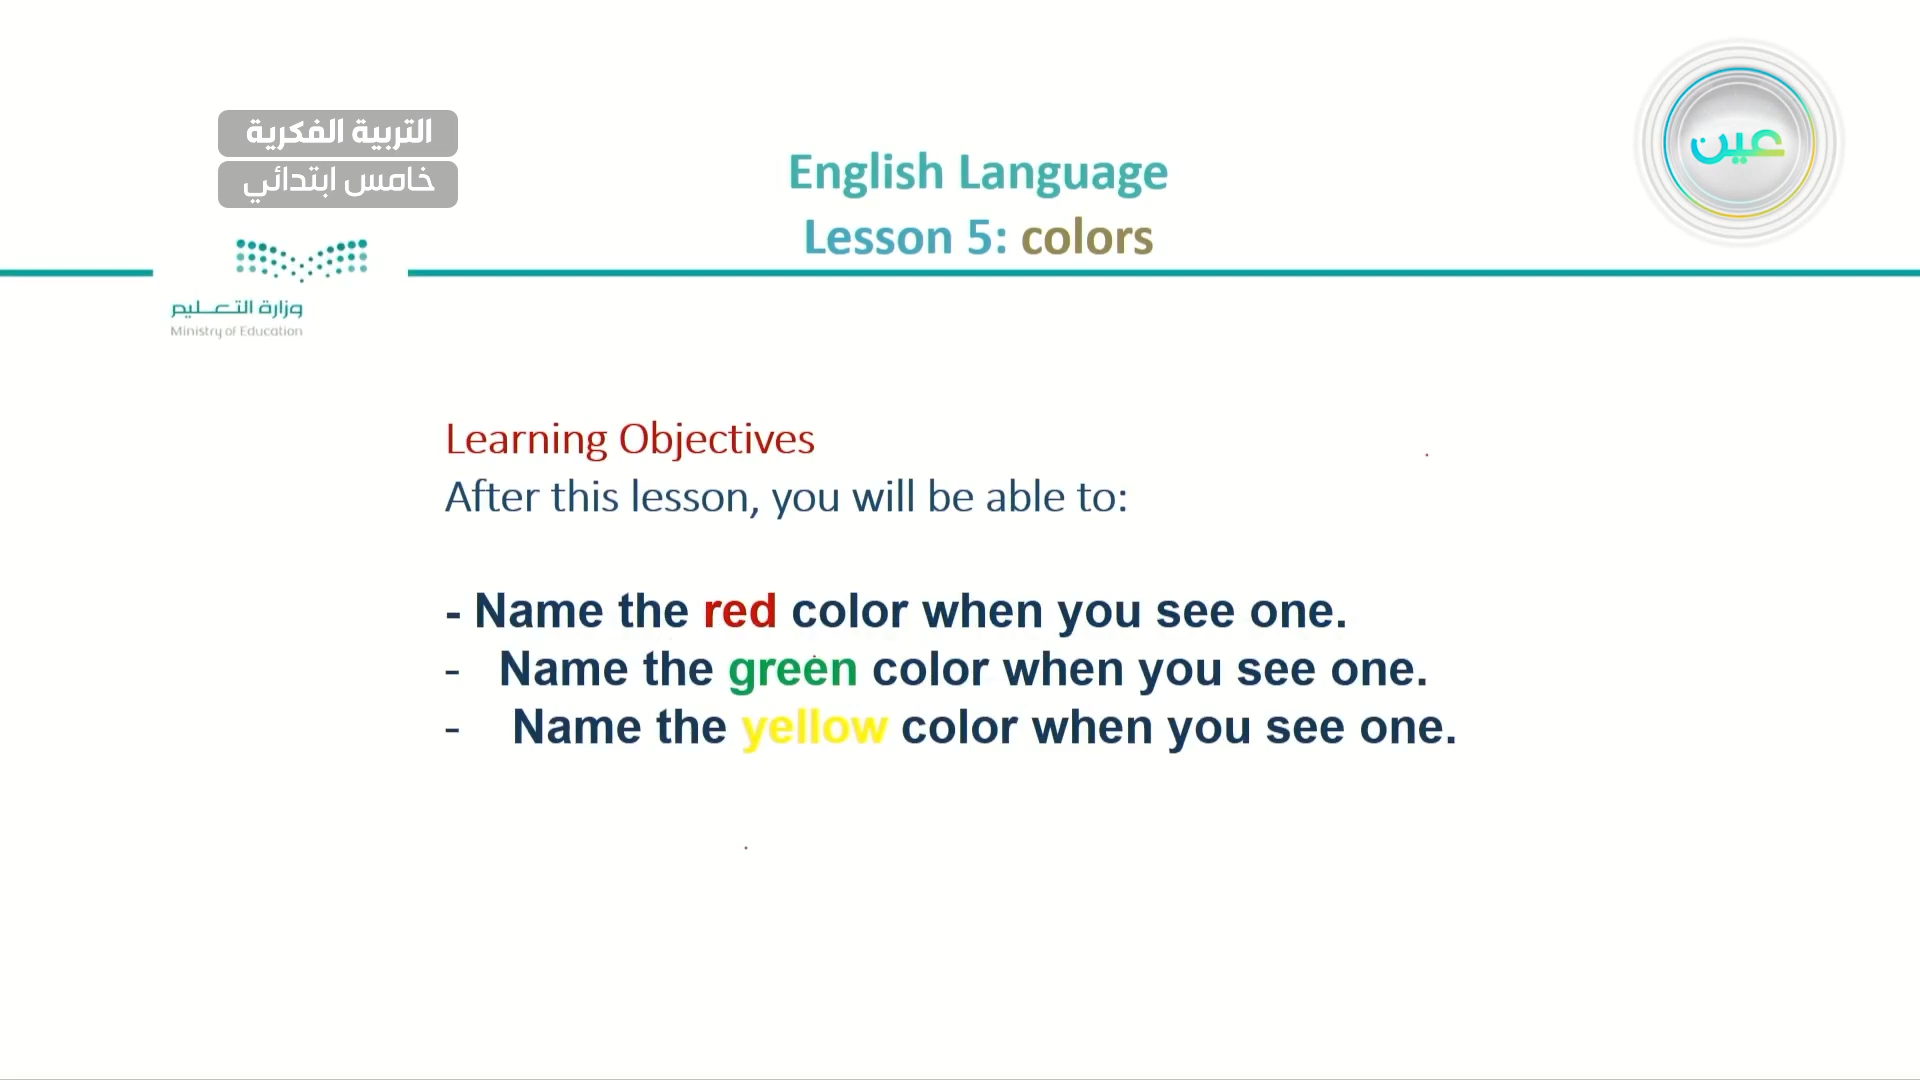 التربية الفكرية
خامس ابتدائي
عين
English Language
Lesson 5: colors
وزارة التعليم
Ministry of Education
Learning Objectives
After this lesson, you will be able to:
- Name the red color when you see one.
- Name the green color when you see one.
- Name the yellow color when you see one.